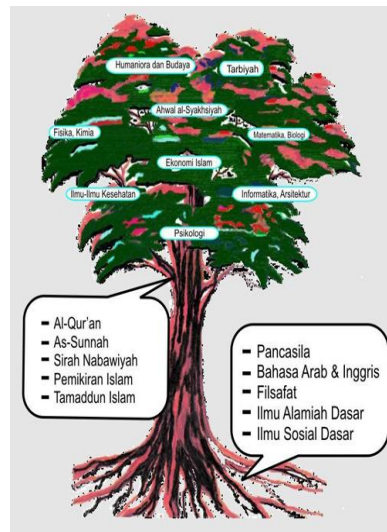 Humaniora dan Budaya
Tarbiyah
Ahwal al-Syakhsiyah
Fisika, Kimia
Matematika, Biologi
Ekonomi Islam
Ilmu-Ilmu Kesehatan
Informatika, Arsitektur
Psikologi
- Al-Qur'an
- As-Sunnah
- Sirah Nabawiyah
- Pemikiran Islam
- Tamaddun Islam
- Pancasila
- Bahasa Arab & Inggris
- Filsafat
- Ilmu Alamiah Dasar
- Ilmu Sosial Dasar